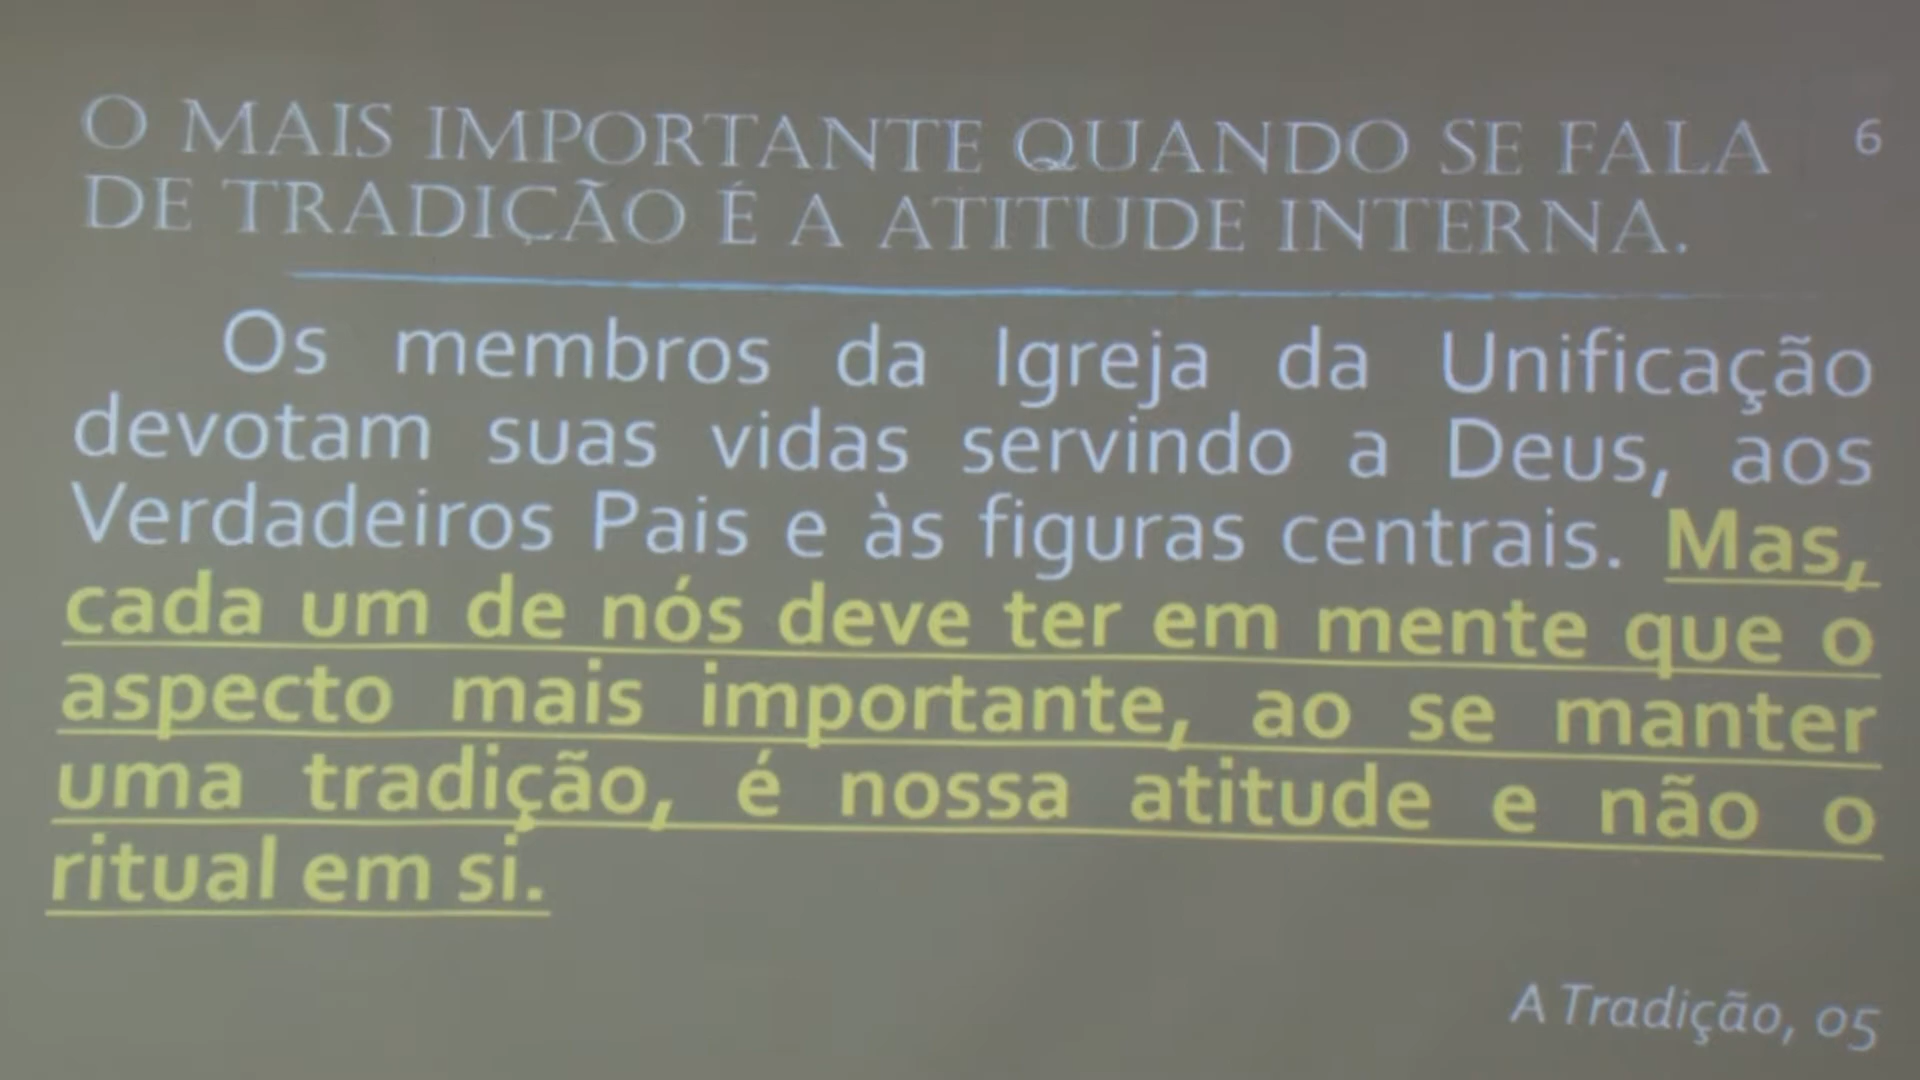 O MAIS IMPORTANTE QUANDO SE FALA 6
DE TRADIÇÃO É A ATITUDE INTERNA.
Os membros da Igreja da Unificação
devotam suas vidas servindo a Deus, aos
Verdadeiros Pais e às figuras centrais. Mas,
cada um de nós deve ter em mente que o
aspecto mais importante, ao se manter
uma tradição, é nossa atitude e não o
ritual em si.
A Tradição, 05